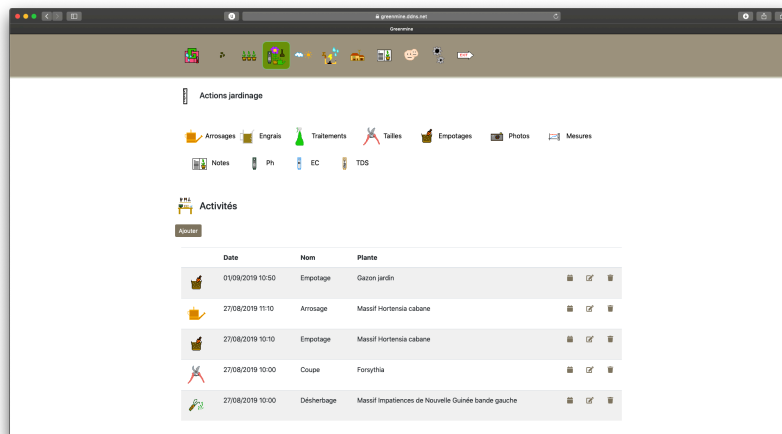 greenmine.ddns.net
Greenmine
EXIT
Actions jardinage
Arrosages Engrais Traitements Tailles Empotages Photos Mesures
Notes Ph EC TDS
Activités
Ajouter
Date Nom Plante
01/09/2019 10:50 Empotage Gazon jardin
27/08/2019 11:10 Arrosage Massif Hortensia cabane
27/08/2019 10:10 Empotage Massif Hortensia cabane
27/08/2019 10:00 Coupe Forsythia
27/08/2019 10:00 Désherbage Massif Impatiences de Nouvelle Guinée bande gauche